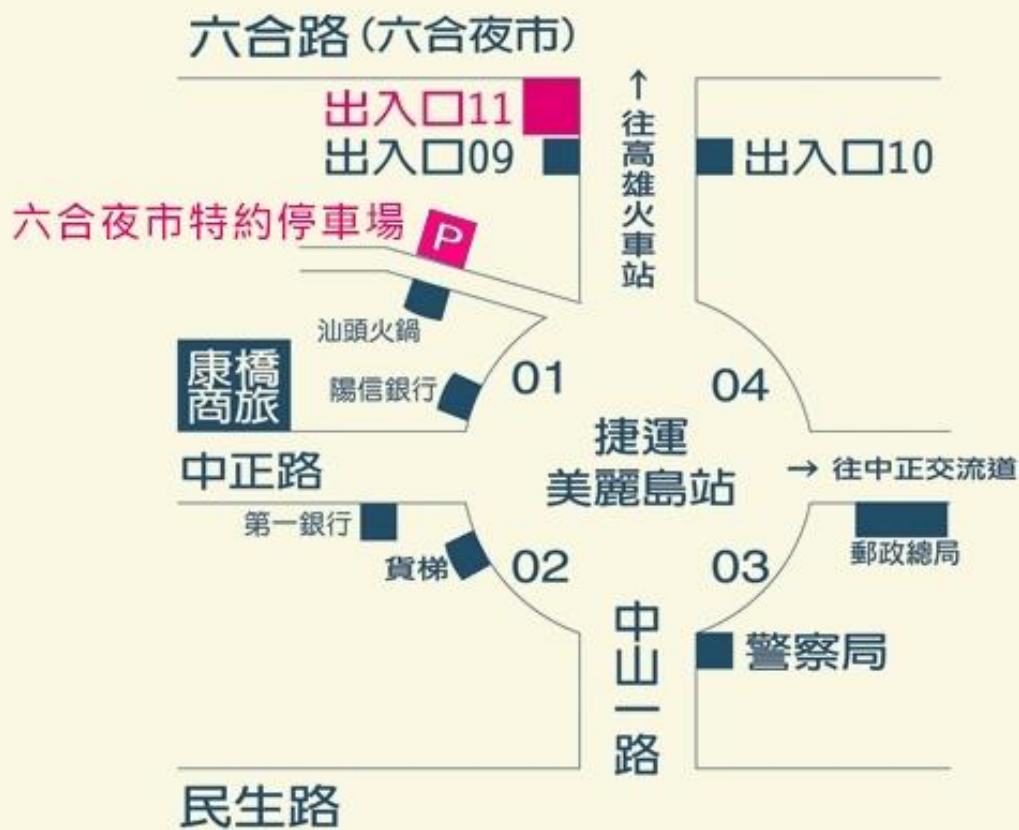 六合路(六合夜市)
出入口11
出入口09
↑往高雄火車站
出入口10
六合夜市特約停車場
P
汕頭火鍋
陽信銀行
康橋
商旅
01
04
捷運
美麗島站
中正路
→ 往中正交流道
第一銀行
貨梯
02
03
郵政總局
中山一路
警察局
民生路